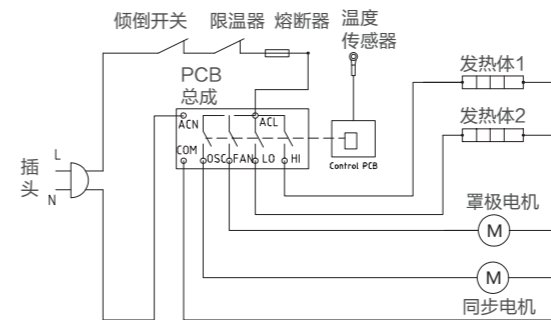 倾倒开关 限温器 熔断器 温度
传感器
PCB
总成
发热体1
ACN ACL
发热体2
COM OSC FAN LO HI
Control PCB
插
头
L
N
罩极电机
M
M
同步电机